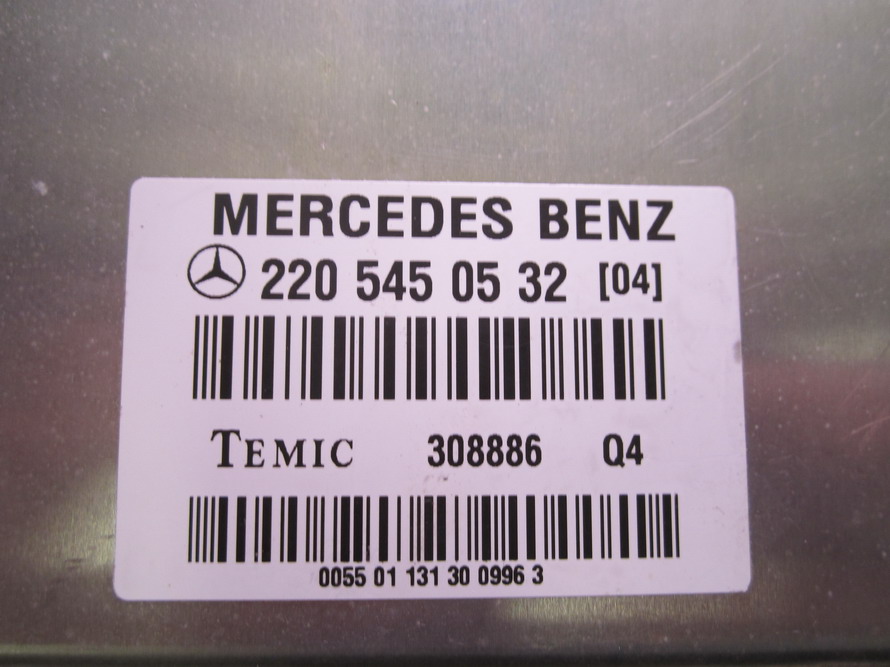 MERCEDES BENZ
220 545 05 32 [04]
TEMIC 308886 Q4
0055 01 131 30 0996 3